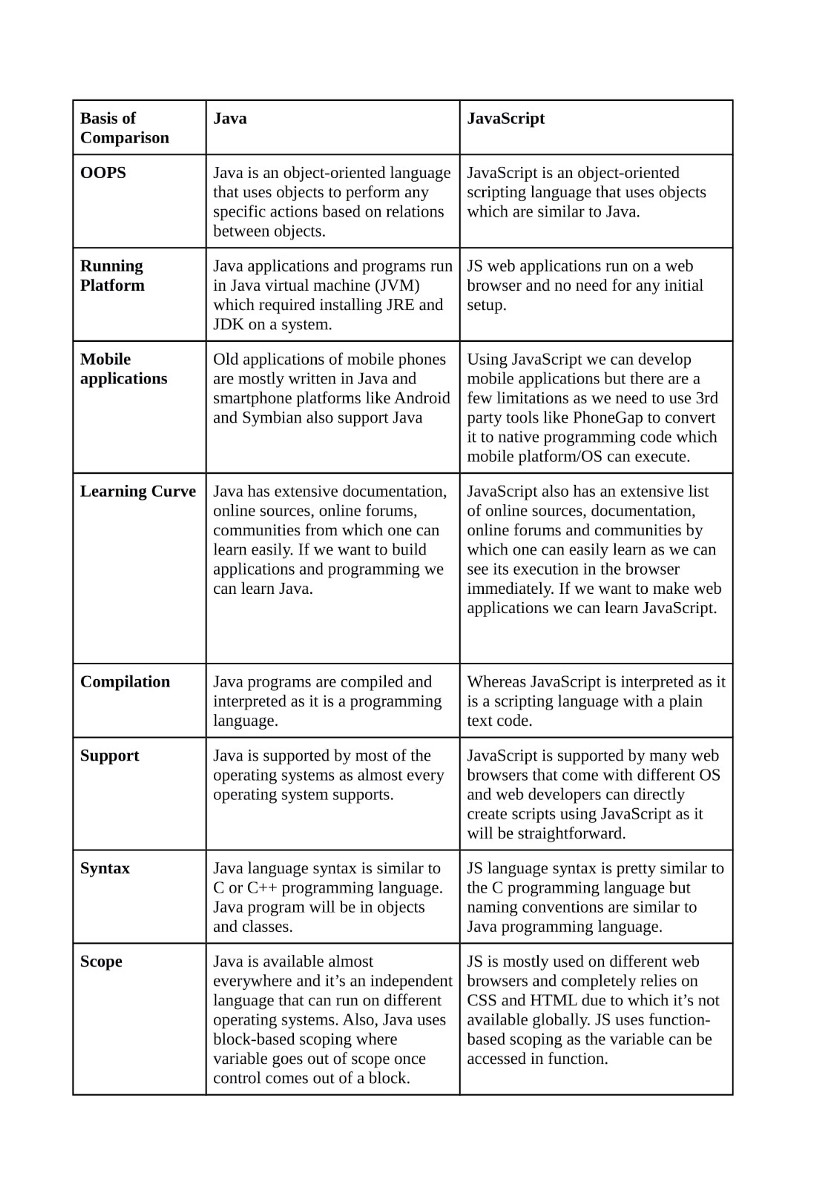 Basis of
Comparison
Java
JavaScript
OOPS
Java is an object-oriented language
that uses objects to perform any
specific actions based on relations
between objects.
JavaScript is an object-oriented
scripting language that uses objects
which are similar to Java.
Running
Platform
Java applications and programs run
in Java virtual machine (JVM)
which required installing JRE and
JDK on a system.
JS web applications run on a web
browser and no need for any initial
setup.
Mobile
applications
Old applications of mobile phones
are mostly written in Java and
smartphone platforms like Android
and Symbian also support Java
Using JavaScript we can develop
mobile applications but there are a
few limitations as we need to use 3rd
party tools like PhoneGap to convert
it to native programming code which
mobile platform/OS can execute.
Learning Curve
Java has extensive documentation,
online sources, online forums,
communities from which one can
learn easily. If we want to build
applications and programming we
can learn Java.
JavaScript also has an extensive list
of online sources, documentation,
online forums and communities by
which one can easily learn as we can
see its execution in the browser
immediately. If we want to make web
applications we can learn JavaScript.
Compilation
Java programs are compiled and
interpreted as it is a programming
language.
Whereas JavaScript is interpreted as it
is a scripting language with a plain
text code.
Support
Java is supported by most of the
operating systems as almost every
operating system supports.
JavaScript is supported by many web
browsers that come with different OS
and web developers can directly
create scripts using JavaScript as it
will be straightforward.
Syntax
Java language syntax is similar to
C or C++ programming language.
Java program will be in objects
and classes.
JS language syntax is pretty similar to
the C programming language but
naming conventions are similar to
Java programming language.
Scope
Java is available almost
everywhere and it’s an independent
language that can run on different
operating systems. Also, Java uses
block-based scoping where
variable goes out of scope once
control comes out of a block.
JS is mostly used on different web
browsers and completely relies on
CSS and HTML due to which it’s not
available globally. JS uses function-
based scoping as the variable can be
accessed in function.